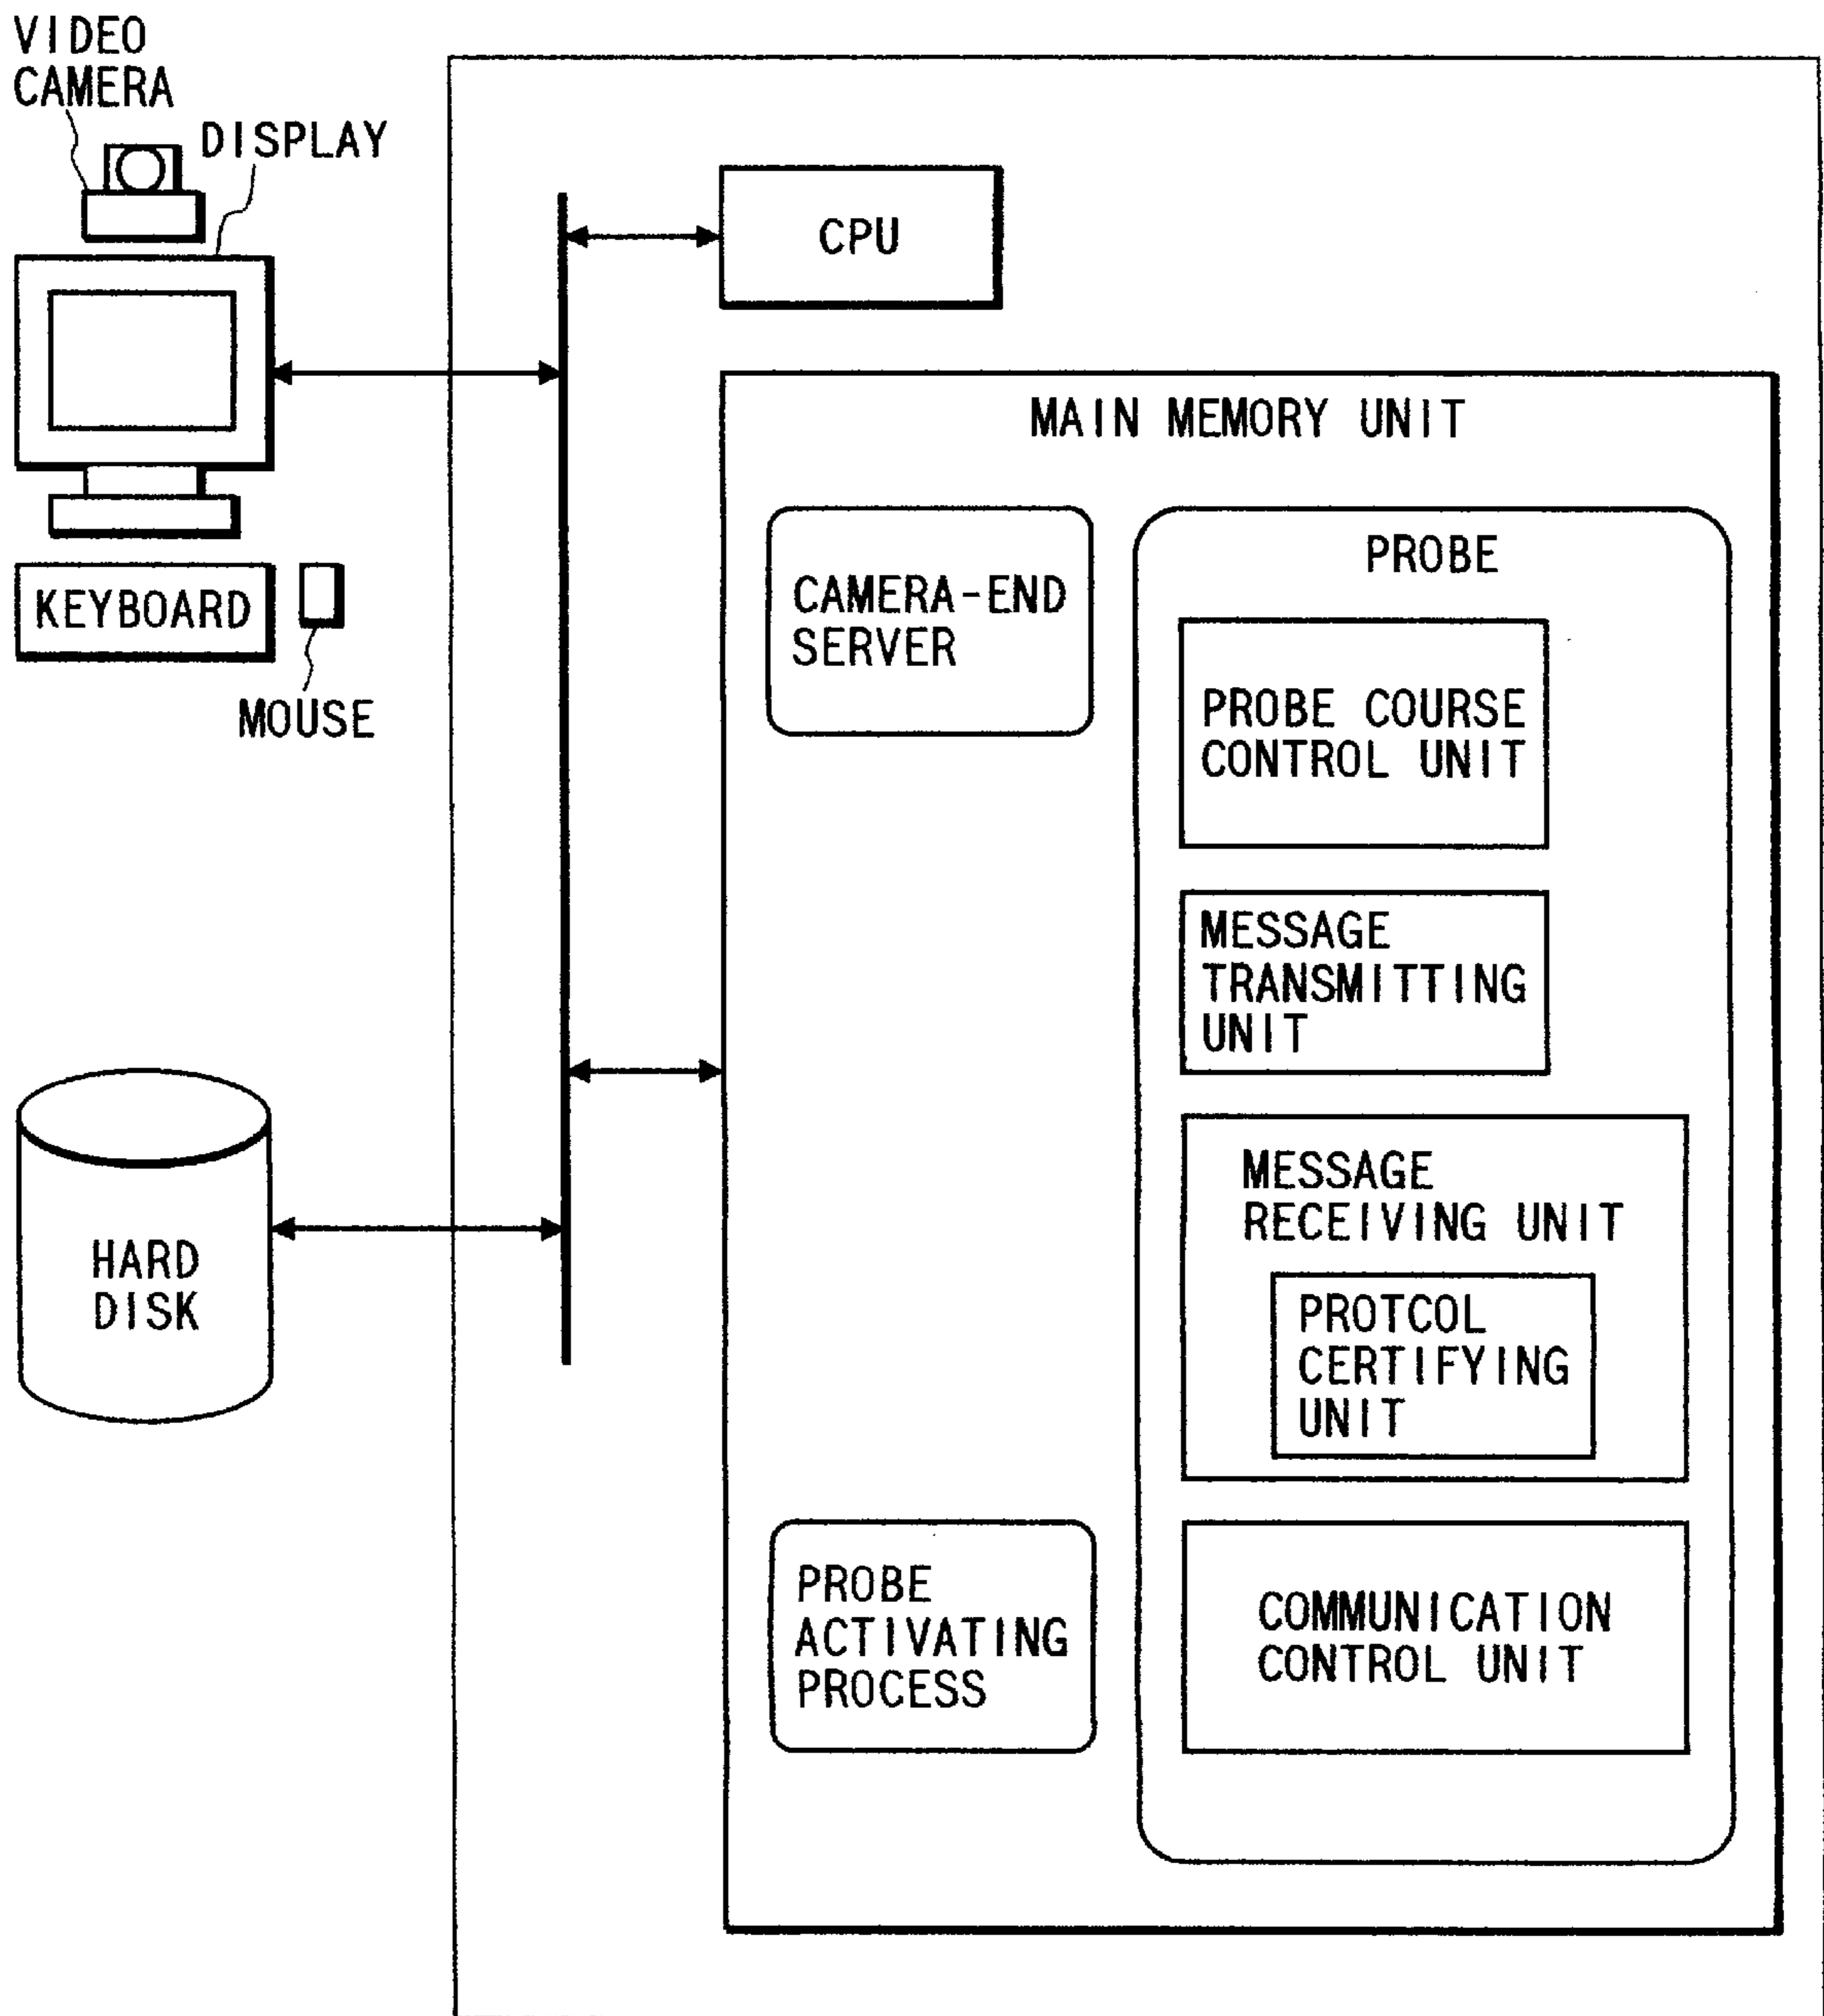 VIDEO
CAMERA
DISPLAY
CPU
MAIN MEMORY UNIT
CAMERA-END
SERVER
PROBE
KEYBOARD
MOUSE
PROBE COURSE
CONTROL UNIT
MESSAGE
TRANSMITTING
UNIT
MESSAGE
RECEIVING UNIT
HARD
DISK
PROTCOL
CERTIFYING
UNIT
PROBE
ACTIVATING
PROCESS
COMMUNICATION
CONTROL UNIT